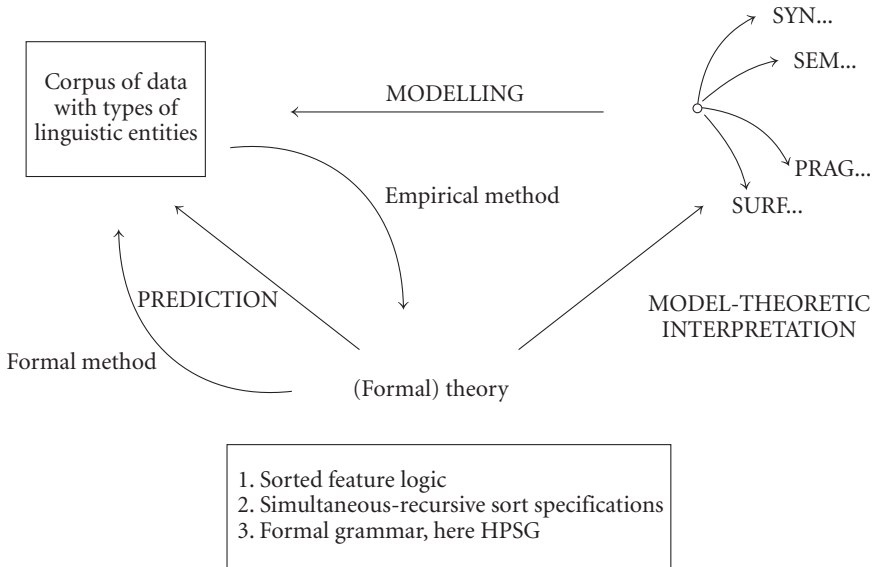 SYN...
Corpus of data
with types of
linguistic entities
SEM...
MODELLING
PRAG...
Empirical method
SURF...
PREDICTION
MODEL-THEORETIC
INTERPRETATION
Formal method
(Formal) theory
1. Sorted feature logic
2. Simultaneous-recursive sort specifications
3. Formal grammar, here HPSG